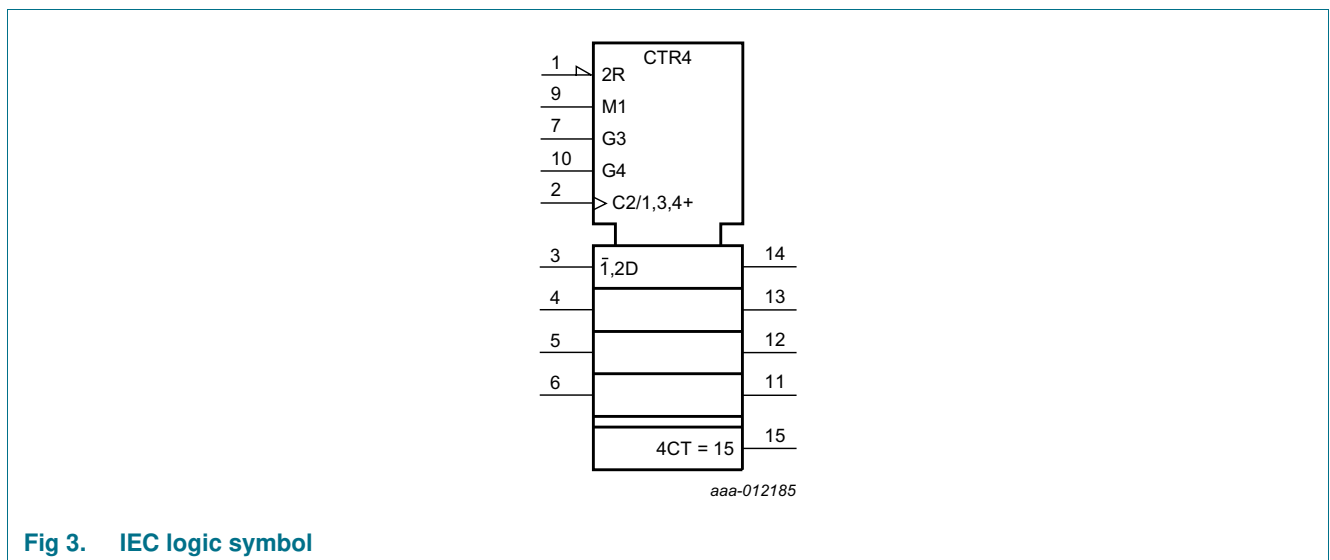 CTR4
1 2R
9 M1
7 G3
10 G4
2 C2/1,3,4+
3 1̄,2D 14
4 13
5 12
6 11
4CT = 15 15
aaa-012185
Fig 3. IEC logic symbol